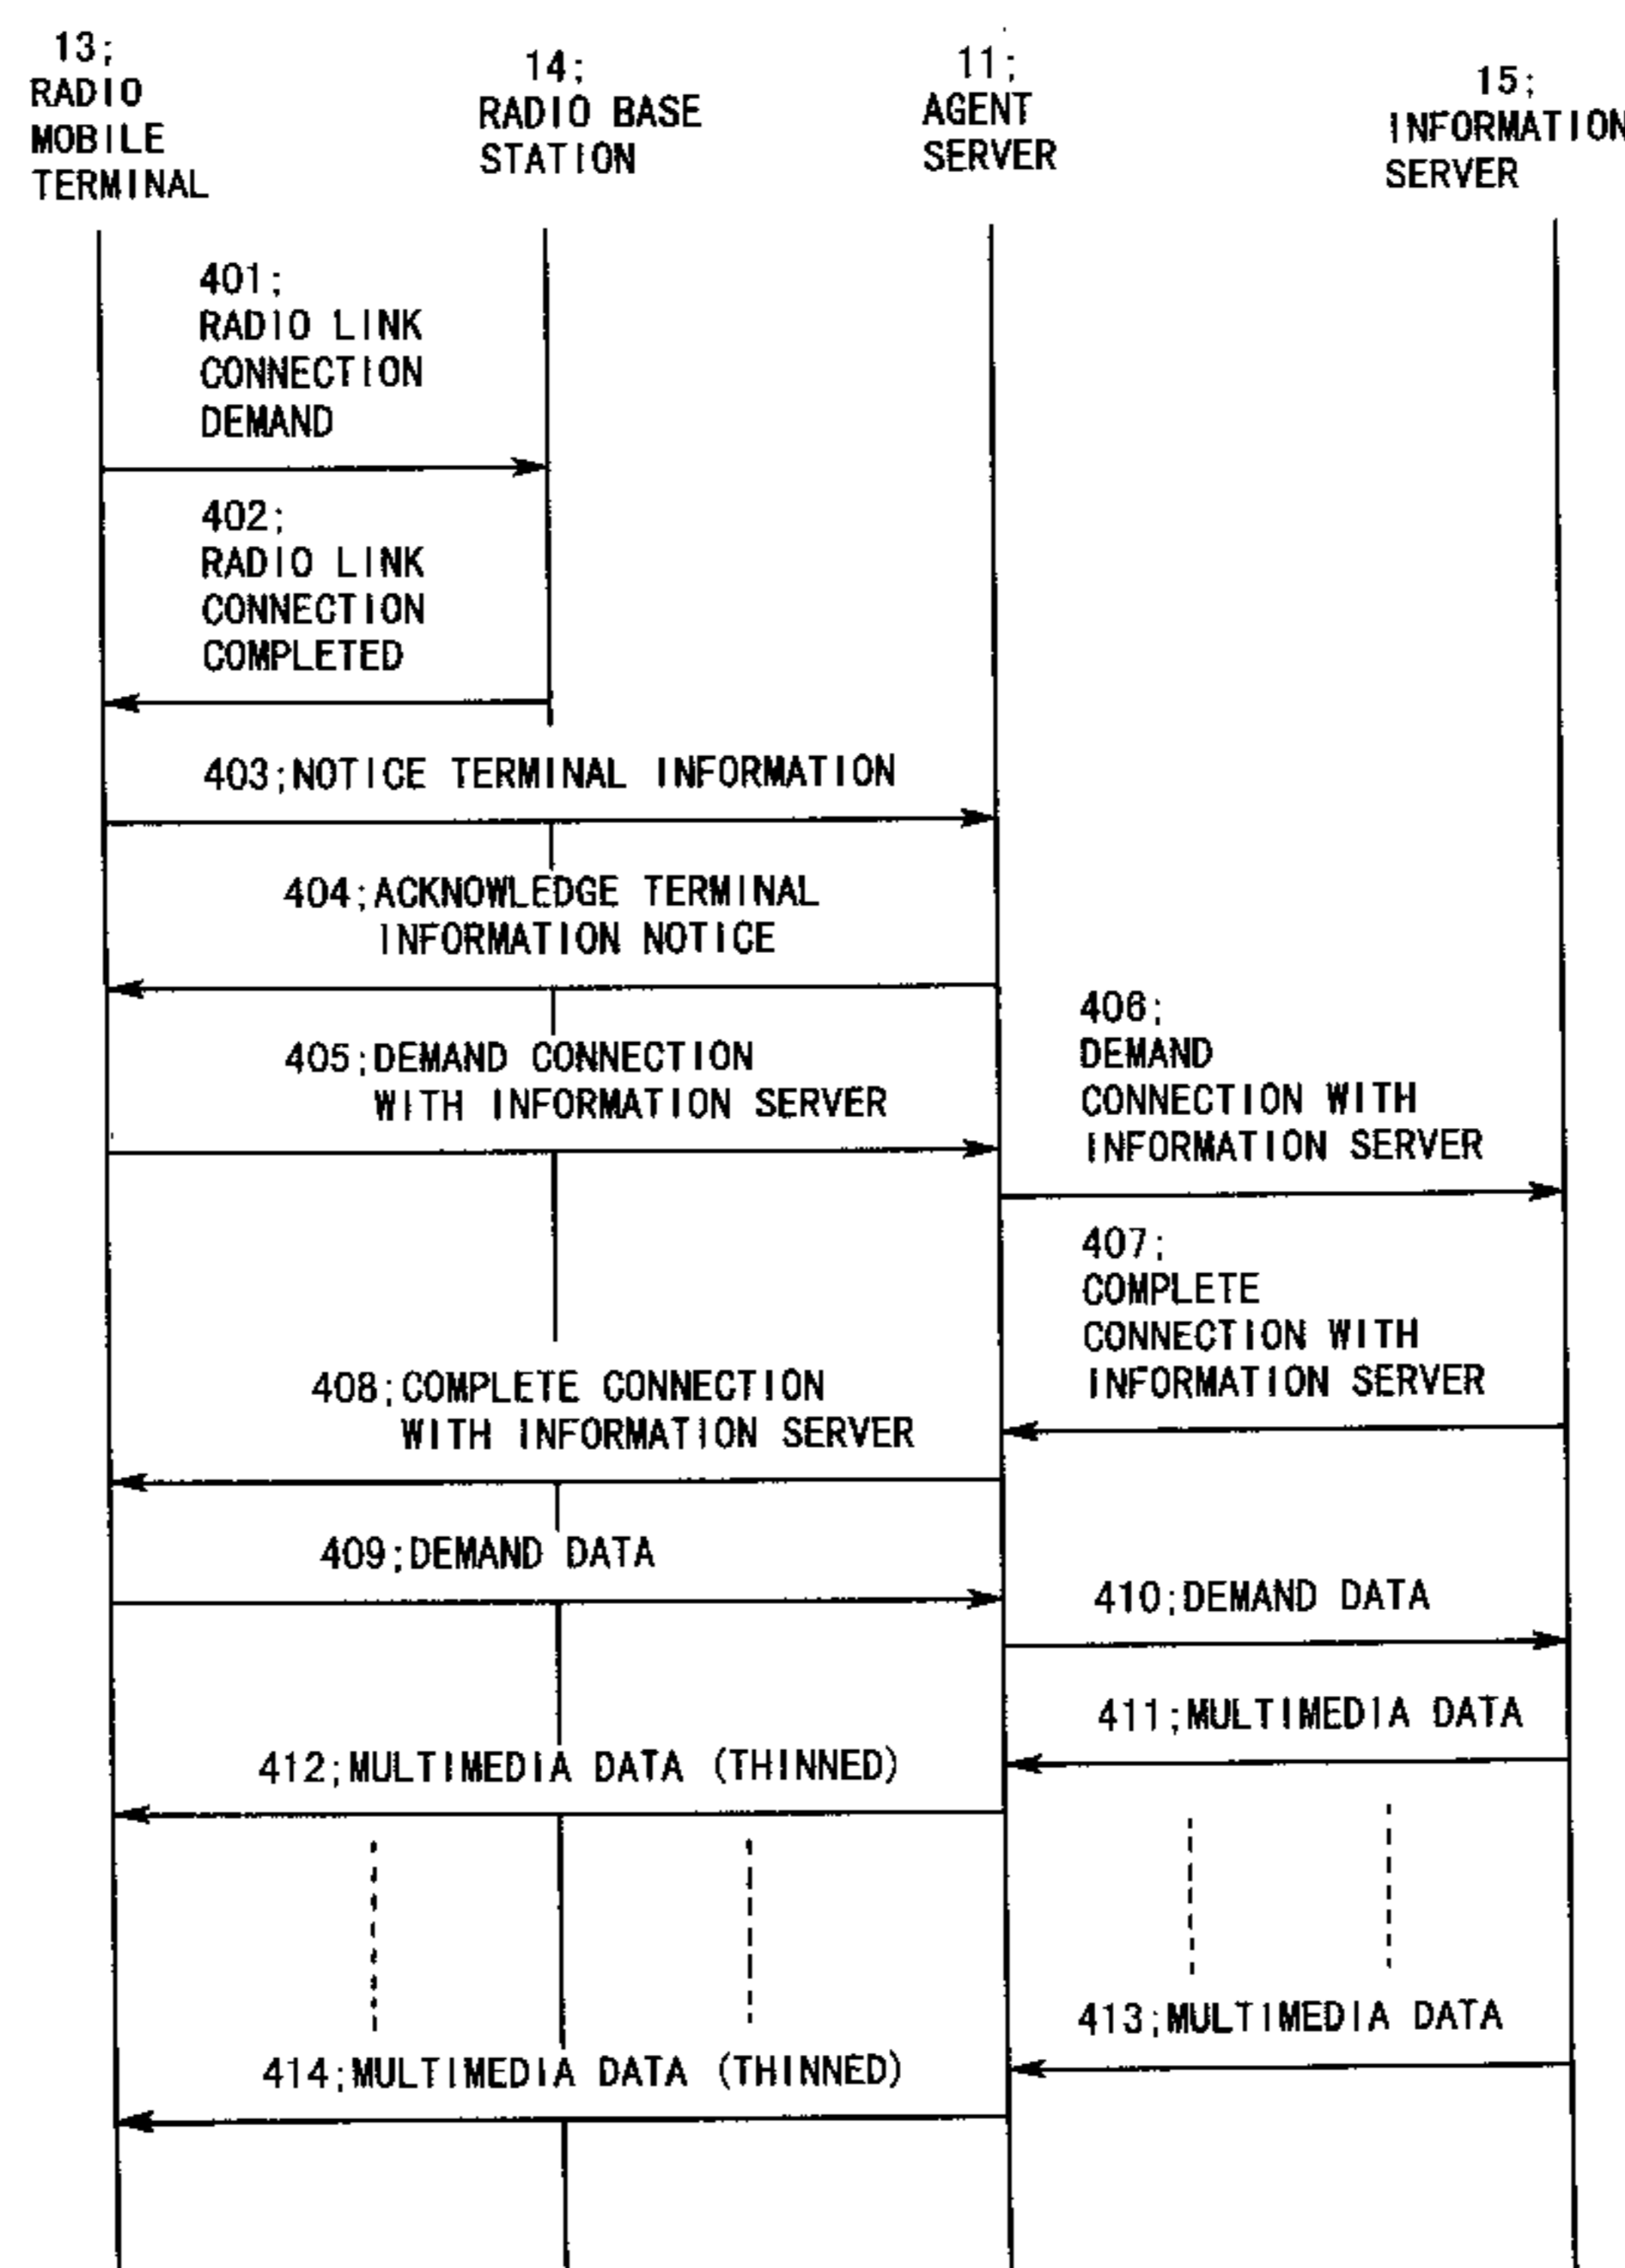 13;
RADIO
MOBILE
TERMINAL
14;
RADIO BASE
STATION
11;
AGENT
SERVER
15;
INFORMATION
SERVER
401;
RADIO LINK
CONNECTION
DEMAND
402;
RADIO LINK
CONNECTION
COMPLETED
403;NOTICE TERMINAL INFORMATION
404;ACKNOWLEDGE TERMINAL
INFORMATION NOTICE
405;DEMAND CONNECTION
WITH INFORMATION SERVER
406;
DEMAND
CONNECTION WITH
INFORMATION SERVER
407;
COMPLETE
CONNECTION WITH
INFORMATION SERVER
408;COMPLETE CONNECTION
WITH INFORMATION SERVER
409;DEMAND DATA
410;DEMAND DATA
411;MULTIMEDIA DATA
412;MULTIMEDIA DATA (THINNED)
413;MULTIMEDIA DATA
414;MULTIMEDIA DATA (THINNED)